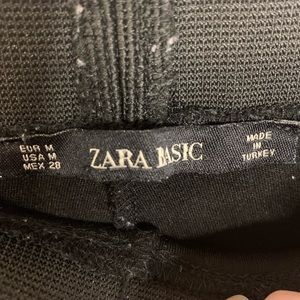 EUR M
USA M
MEX 28
ZARA BASIC
MADE
IN
TURKEY